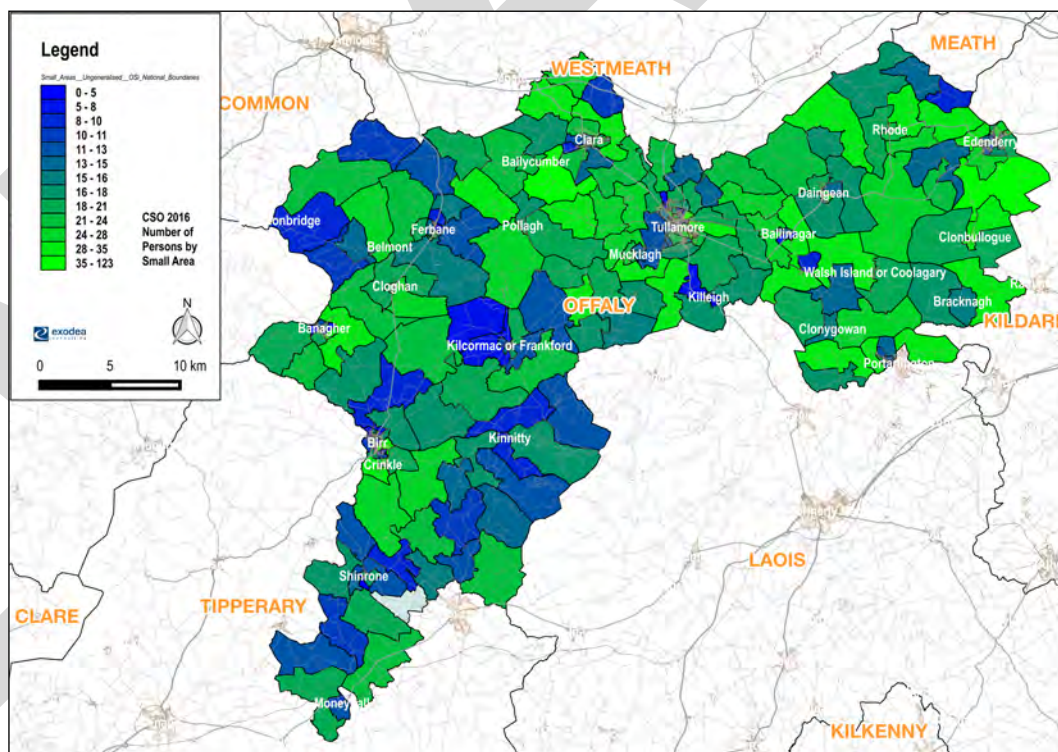 Legend
Small_Areas__Ungeneralised__OSi_National_Boundaries
0 - 5
5 - 8
8 - 10
10 - 11
11 - 13
13 - 15
15 - 16
16 - 18
18 - 21
21 - 24
24 - 28
28 - 35
35 - 123
CSO 2016
Number of
Persons by
Small Area
exodea
N
0 5 10 km
MEATH
WESTMEATH
COMMON
Rhode
Edenderry
Clara
Ballycumber
Daingean
onbridge
Ferbane
Pollagh
Tullamore
Ballinagar
Clonbullogue
Belmont
Mucklagh
Walsh Island or Coolagary
Cloghan
Killeigh
Bracknagh
OFFALY
KILDARE
Banagher
Clonygowan
Kilcormac or Frankford
Portarlington
Kinnitty
Birr
Crinkle
LAOIS
Shinrone
TIPPERARY
CLARE
Moneygall
KILKENNY